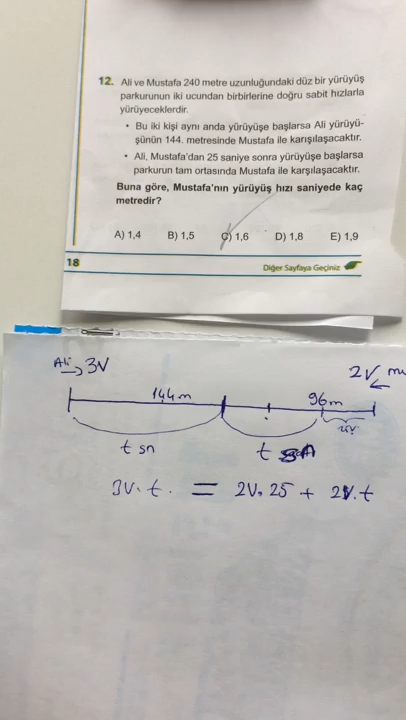 12. Ali ve Mustafa 240 metre uzunluğundaki düz bir yürüyüş
parkurunun iki ucundan birbirlerine doğru sabit hızlarla
yürüyeceklerdir.
• Bu iki kişi aynı anda yürüyüşe başlarsa Ali yürüyü-
şünün 144. metresinde Mustafa ile karşılaşacaktır.
• Ali, Mustafa'dan 25 saniye sonra yürüyüşe başlarsa
parkurun tam ortasında Mustafa ile karşılaşacaktır.
Buna göre, Mustafa'nın yürüyüş hızı saniyede kaç
metredir?
A) 1,4 B) 1,5 C) 1,6 D) 1,8 E) 1,9
18
Diğer Sayfaya Geçiniz
Ali 3V 2V mu
144m 96m
t sn t
3V. t. = 2V. 25 + 2V. t